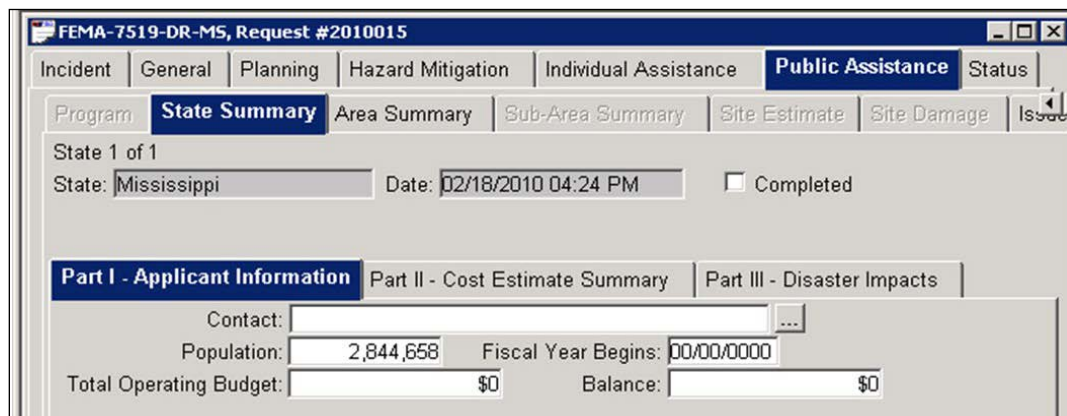 FEMA-7519-DR-MS, Request #2010015
Incident General Planning Hazard Mitigation Individual Assistance Public Assistance Status
Program State Summary Area Summary Sub-Area Summary Site Estimate Site Damage
State 1 of 1
State: Mississippi Date: 02/18/2010 04:24 PM Completed
Part I - Applicant Information Part II - Cost Estimate Summary Part III - Disaster Impacts
Contact: ...
Population: 2,844,658 Fiscal Year Begins: 00/00/0000
Total Operating Budget: $0 Balance: $0